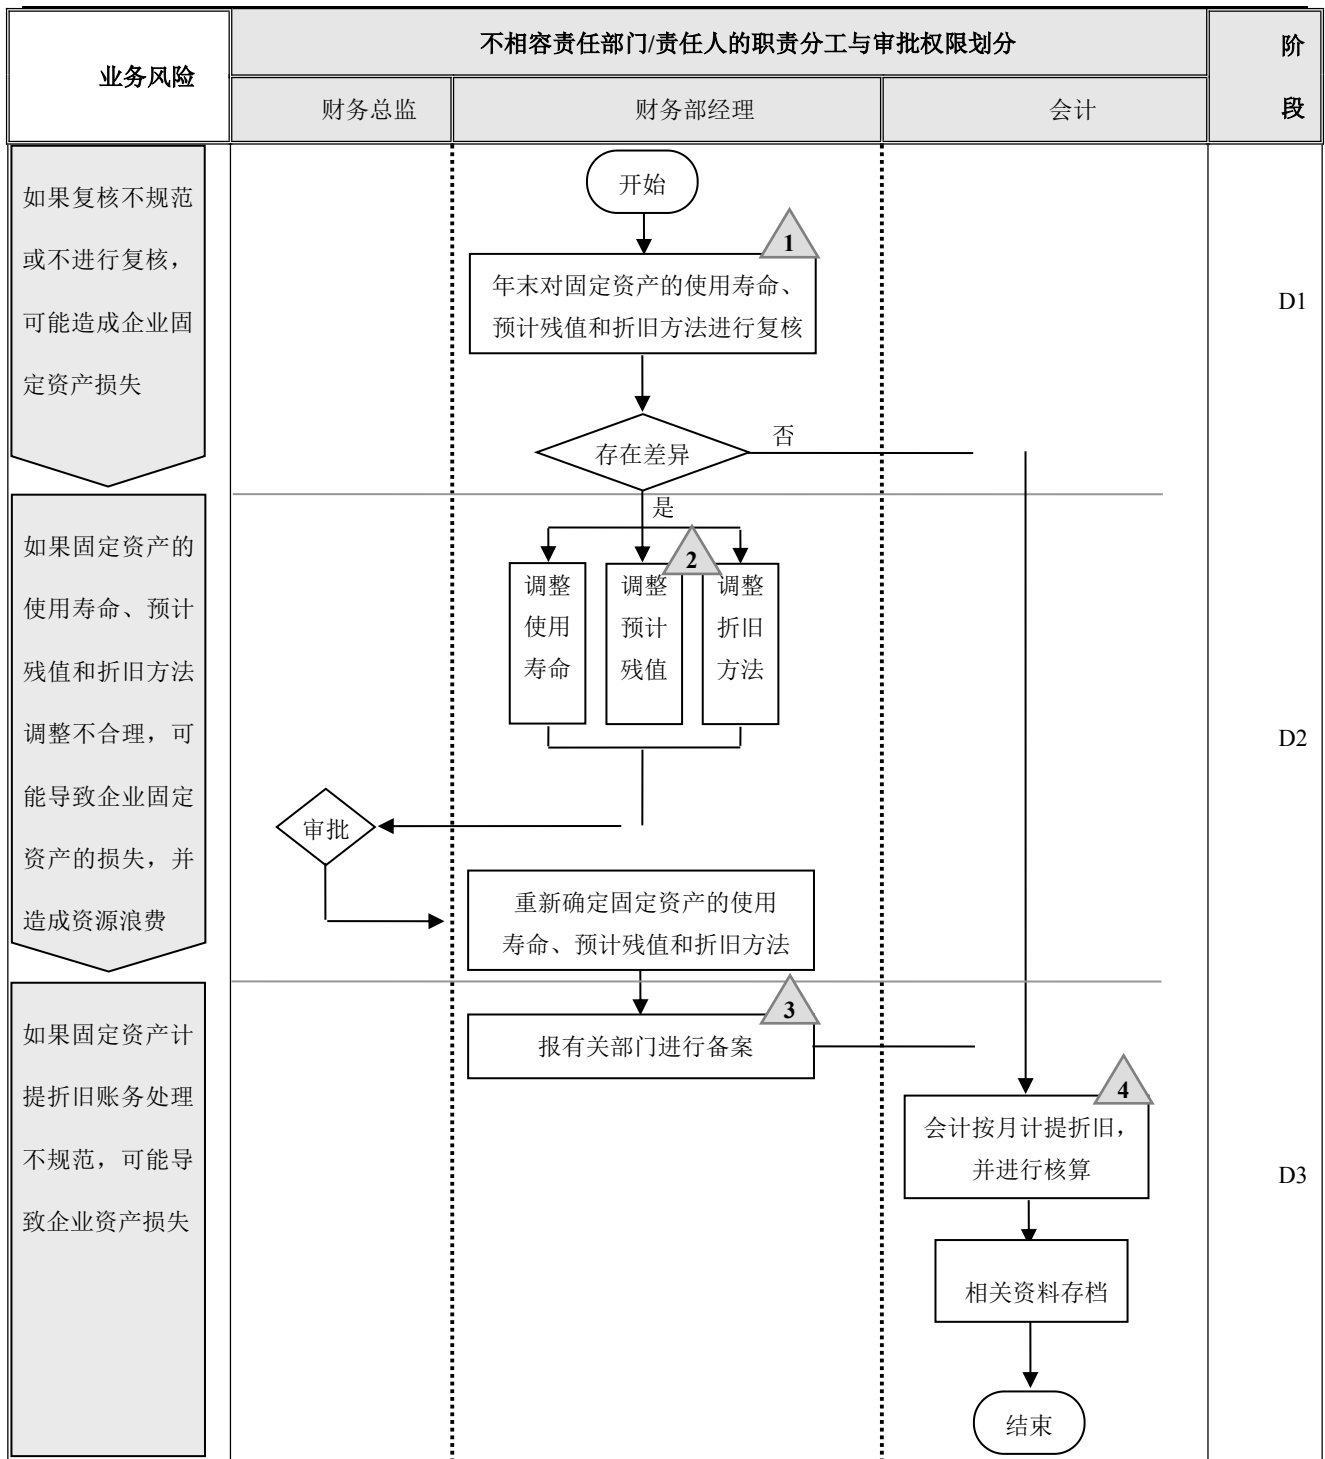 业务风险
不相容责任部门/责任人的职责分工与审批权限划分
阶
段
财务总监
财务部经理
会计
如果复核不规范
或不进行复核，
可能造成企业固
定资产损失
开始
1
年末对固定资产的使用寿命、
预计残值和折旧方法进行复核
D1
存在差异
否
是
如果固定资产的
使用寿命、预计
残值和折旧方法
调整不合理，可
能导致企业固定
资产的损失，并
造成资源浪费
调整
使用
寿命
2
调整
预计
残值
调整
折旧
方法
D2
审批
重新确定固定资产的使用
寿命、预计残值和折旧方法
如果固定资产计
提折旧账务处理
不规范，可能导
致企业资产损失
3
报有关部门进行备案
4
会计按月计提折旧，
并进行核算
D3
相关资料存档
结束